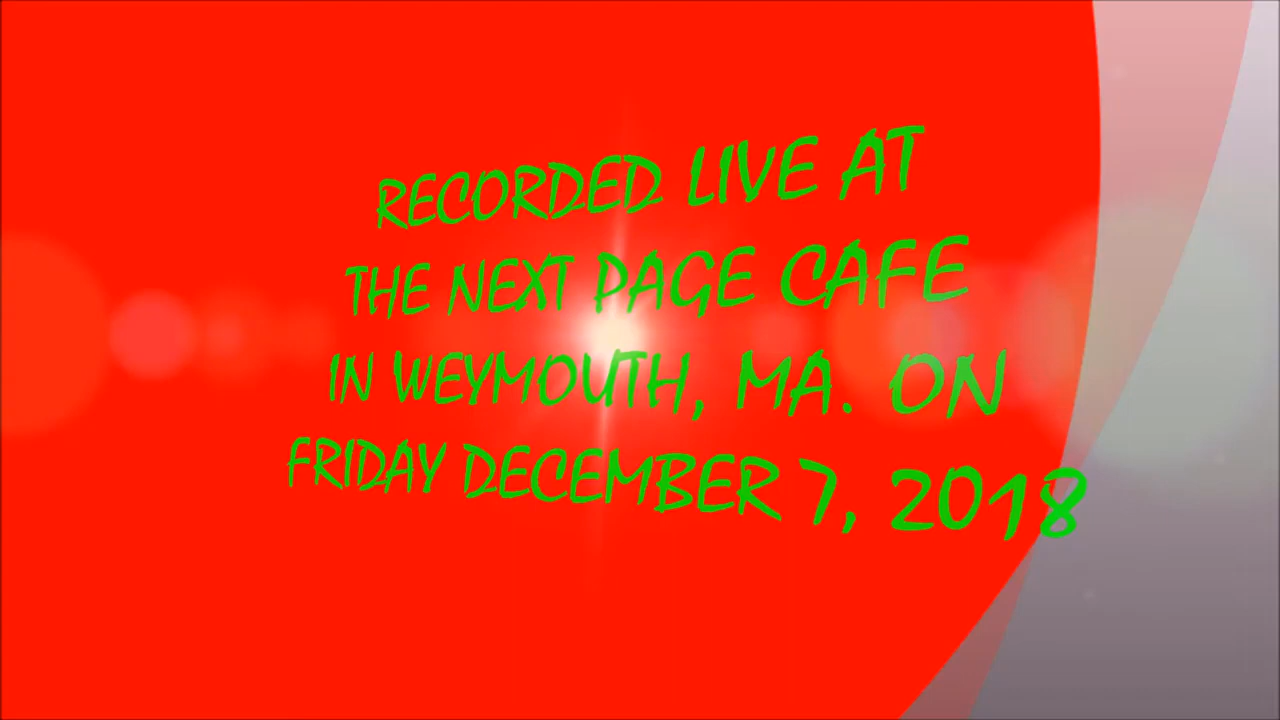 RECORDED LIVE AT
THE NEXT PAGE CAFE
IN WEYMOUTH, MA. ON
FRIDAY DECEMBER 7, 2018